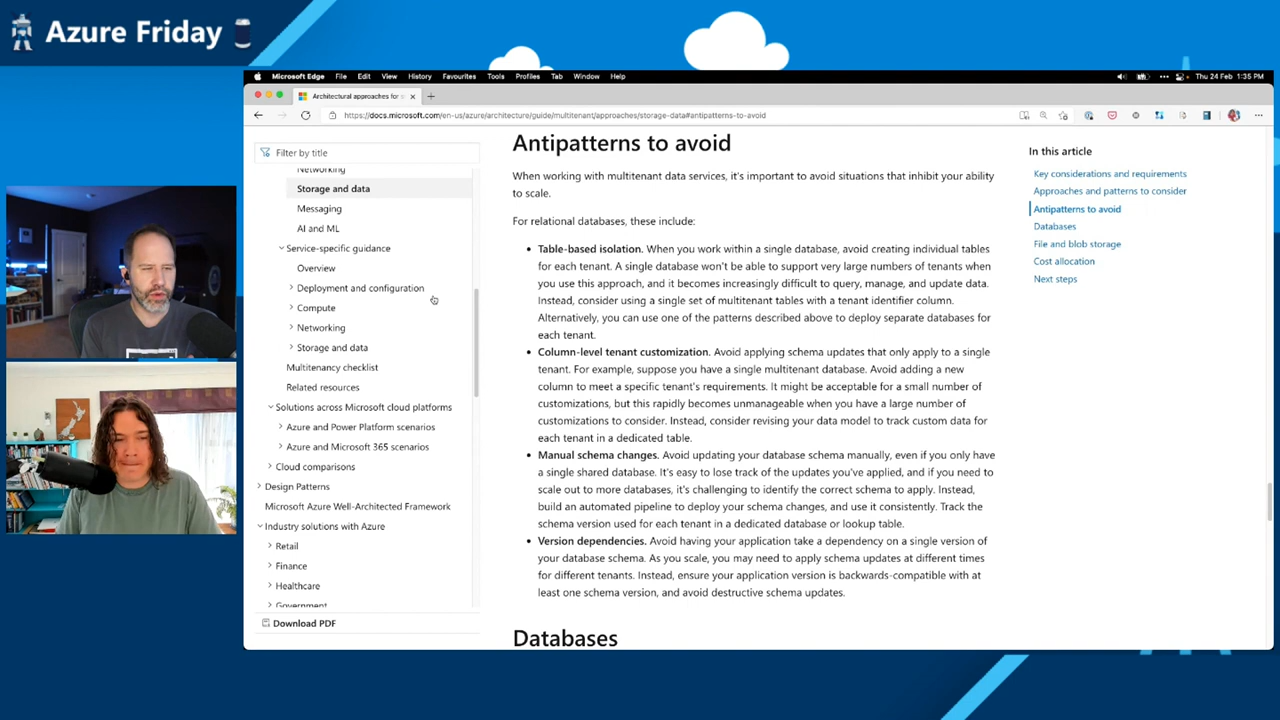 Azure Friday
Microsoft Edge File Edit View History Favourites Tools Profiles Tab Window Help
Thu 24 Feb 1:35 PM
Architectural approaches for
https://docs.microsoft.com/en-us/azure/architecture/guide/multitenant/approaches/storage-data#antipatterns-to-avoid
Filter by title
Networking
Storage and data
Messaging
AI and ML
Service-specific guidance
Overview
Deployment and configuration
Compute
Networking
Storage and data
Multitenancy checklist
Related resources
Solutions across Microsoft cloud platforms
Azure and Power Platform scenarios
Azure and Microsoft 365 scenarios
Cloud comparisons
Design Patterns
Microsoft Azure Well-Architected Framework
Industry solutions with Azure
Retail
Finance
Healthcare
Government
Download PDF
Antipatterns to avoid
When working with multitenant data services, it's important to avoid situations that inhibit your ability
to scale.
For relational databases, these include:
• Table-based isolation. When you work within a single database, avoid creating individual tables
for each tenant. A single database won't be able to support very large numbers of tenants when
you use this approach, and it becomes increasingly difficult to query, manage, and update data.
Instead, consider using a single set of multitenant tables with a tenant identifier column.
Alternatively, you can use one of the patterns described above to deploy separate databases for
each tenant.
• Column-level tenant customization. Avoid applying schema updates that only apply to a single
tenant. For example, suppose you have a single multitenant database. Avoid adding a new
column to meet a specific tenant's requirements. It might be acceptable for a small number of
customizations, but this rapidly becomes unmanageable when you have a large number of
customizations to consider. Instead, consider revising your data model to track custom data for
each tenant in a dedicated table.
• Manual schema changes. Avoid updating your database schema manually, even if you only have
a single shared database. It's easy to lose track of the updates you've applied, and if you need to
scale out to more databases, it's challenging to identify the correct schema to apply. Instead,
build an automated pipeline to deploy your schema changes, and use it consistently. Track the
schema version used for each tenant in a dedicated database or lookup table.
• Version dependencies. Avoid having your application take a dependency on a single version of
your database schema. As you scale, you may need to apply schema updates at different times
for different tenants. Instead, ensure your application version is backwards-compatible with at
least one schema version, and avoid destructive schema updates.
Databases
In this article
Key considerations and requirements
Approaches and patterns to consider
Antipatterns to avoid
Databases
File and blob storage
Cost allocation
Next steps